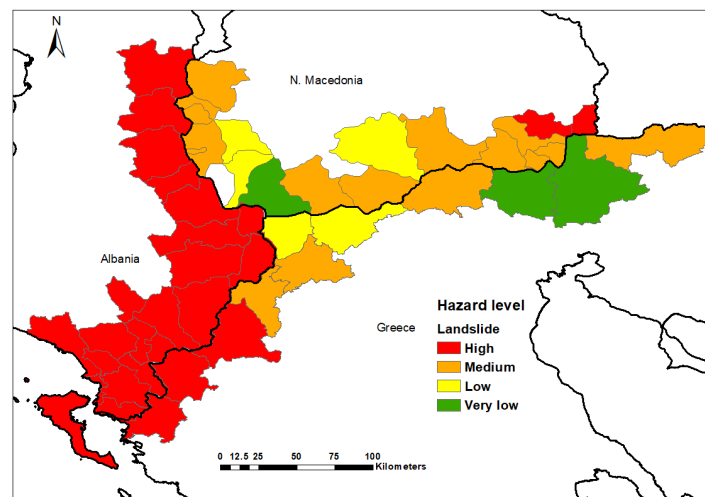 N
N. Macedonia
Albania
Greece
Hazard level
Landslide
High
Medium
Low
Very low
0 12.5 25 50 75 100
Kilometers